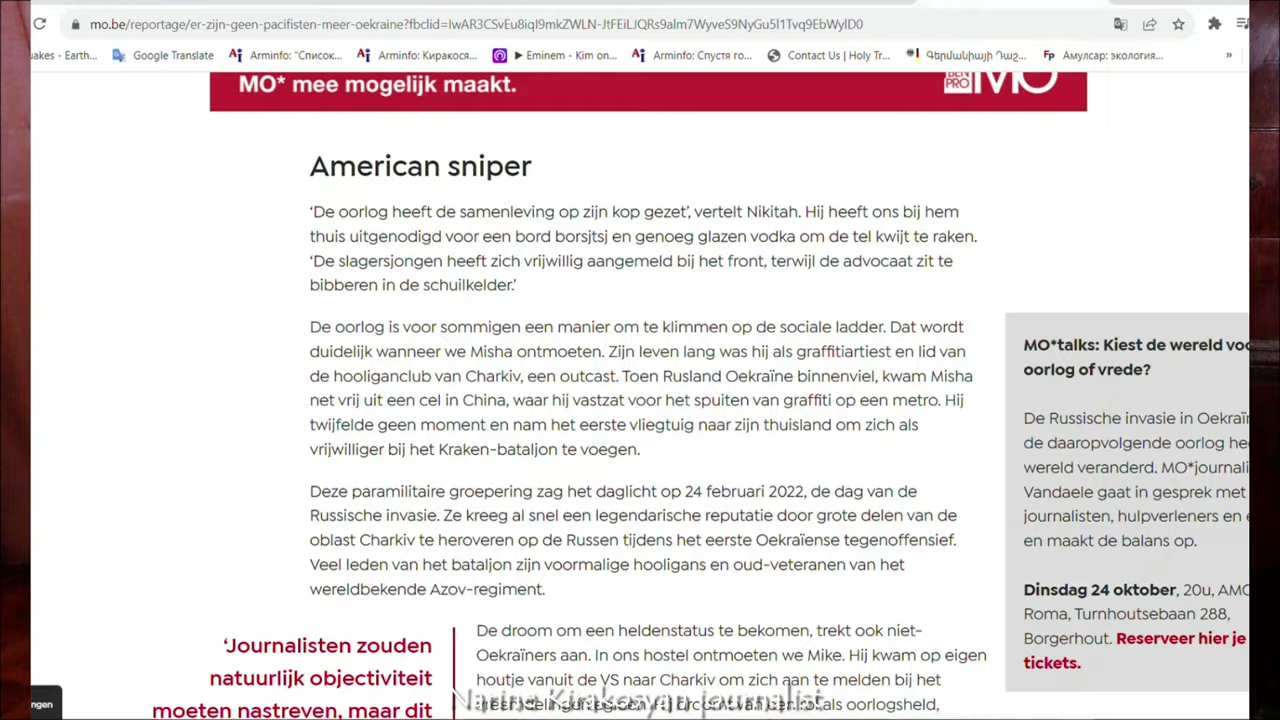 mo.be/reportage/er-zijn-geen-pacifisten-meer-oekraine?fbclid=IwAR3CSvEu8iqI9mkZWLN-JtFEiLJQRs9alm7WyveS9NyGu5l1Tvq9EbWylD0
uakes - Earth... Google Translate Arminfo: "Список... Arminfo: Киракося... ▶ Eminem - Kim on... Arminfo: Спустя го... Contact Us | Holy Tr... Գերմանիայի Դաշ... Амулсар: экология... »
MO* mee mogelijk maakt.
BEN PRO MO
American sniper
'De oorlog heeft de samenleving op zijn kop gezet', vertelt Nikitah. Hij heeft ons bij hem
thuis uitgenodigd voor een bord borsjtsj en genoeg glazen vodka om de tel kwijt te raken.
'De slagersjongen heeft zich vrijwillig aangemeld bij het front, terwijl de advocaat zit te
bibberen in de schuilkelder.'
De oorlog is voor sommigen een manier om te klimmen op de sociale ladder. Dat wordt
duidelijk wanneer we Misha ontmoeten. Zijn leven lang was hij als graffitiartiest en lid van
de hooliganclub van Charkiv, een outcast. Toen Rusland Oekraïne binnenviel, kwam Misha
net vrij uit een cel in China, waar hij vastzat voor het spuiten van graffiti op een metro. Hij
twijfelde geen moment en nam het eerste vliegtuig naar zijn thuisland om zich als
vrijwilliger bij het Kraken-bataljon te voegen.
Deze paramilitaire groepering zag het daglicht op 24 februari 2022, de dag van de
Russische invasie. Ze kreeg al snel een legendarische reputatie door grote delen van de
oblast Charkiv te heroveren op de Russen tijdens het eerste Oekraïense tegenoffensief.
Veel leden van het bataljon zijn voormalige hooligans en oud-veteranen van het
wereldbekende Azov-regiment.
'Journalisten zouden
natuurlijk objectiviteit
moeten nastreven, maar dit
De droom om een heldenstatus te bekomen, trekt ook niet-
Oekraïners aan. In ons hostel ontmoeten we Mike. Hij kwam op eigen
houtje vanuit de VS naar Charkiv om zich aan te melden bij het
als oorlogsheld,
MO*talks: Kiest de wereld voo
oorlog of vrede?
De Russische invasie in Oekraïn
de daaropvolgende oorlog hee
wereld veranderd. MO*journali
Vandaele gaat in gesprek met
journalisten, hulpverleners en e
en maakt de balans op.
Dinsdag 24 oktober, 20u, AMO
Roma, Turnhoutsebaan 288,
Borgerhout. Reserveer hier je
tickets.
ngen
Narina Kirakosyan journalist